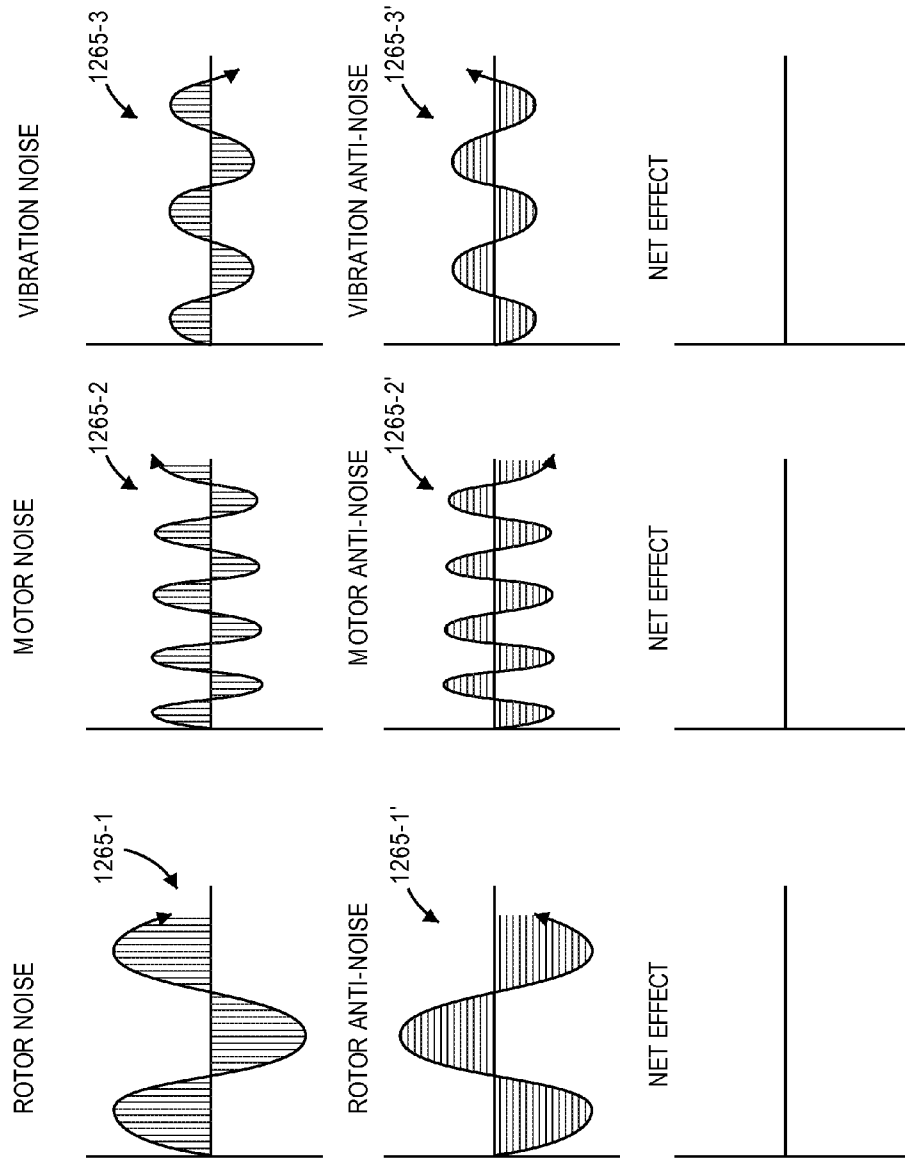 ROTOR NOISE
1265-1
ROTOR ANTI-NOISE
1265-1'
NET EFFECT
MOTOR NOISE
1265-2
MOTOR ANTI-NOISE
1265-2'
NET EFFECT
VIBRATION NOISE
1265-3
VIBRATION ANTI-NOISE
1265-3'
NET EFFECT